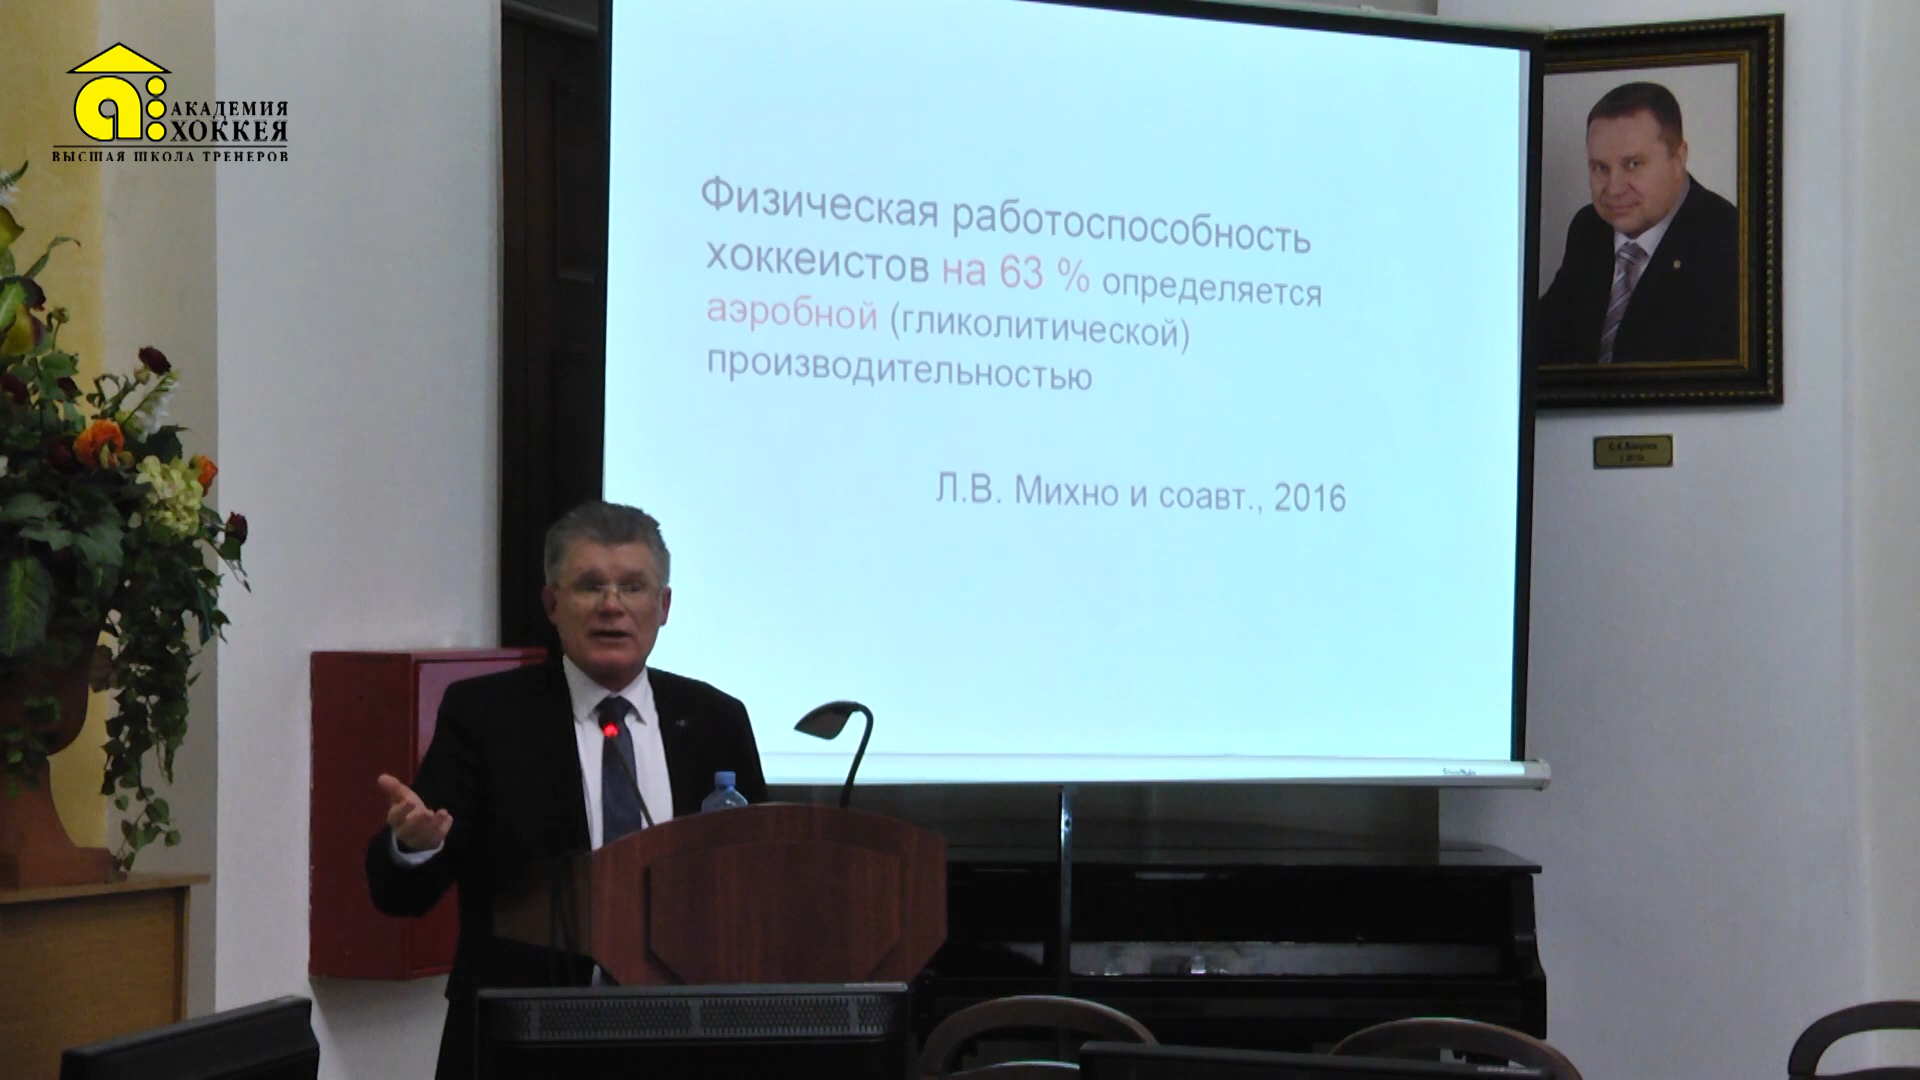 АКАДЕМИЯ
ХОККЕЯ
ВЫСШАЯ ШКОЛА ТРЕНЕРОВ
Физическая работоспособность
хоккеистов на 63 % определяется
аэробной (гликолитической)
производительностью
Л.В. Михно и соавт., 2016